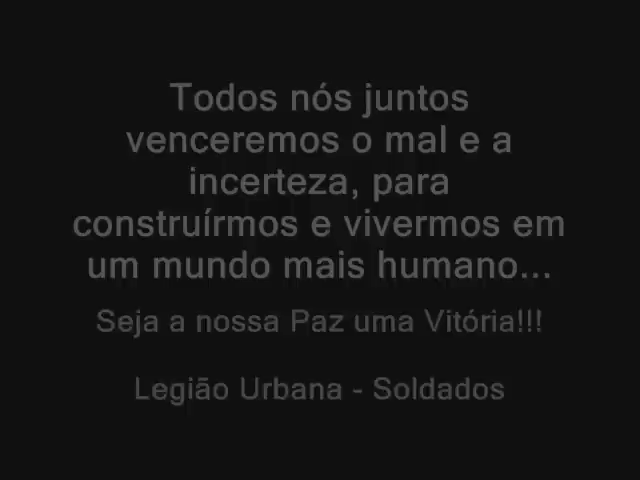 Todos nós juntos
venceremos o mal e a
incerteza, para
construírmos e vivermos em
um mundo mais humano...
Seja a nossa Paz uma Vitória!!!
Legião Urbana - Soldados